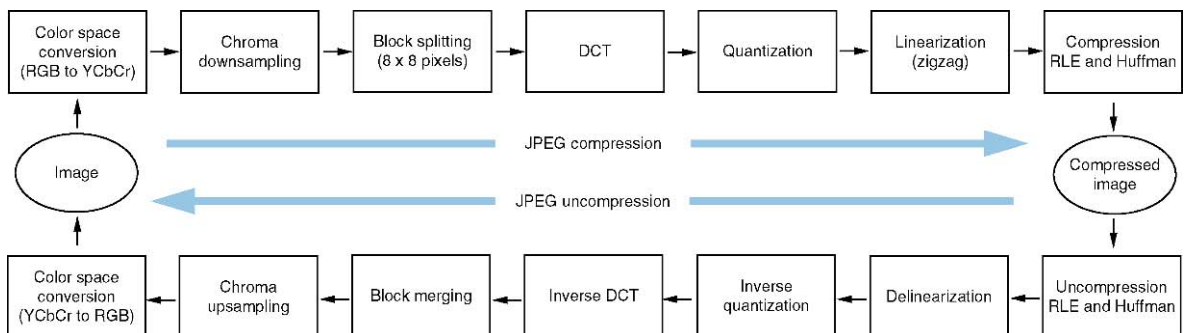 Color space
conversion
(RGB to YCbCr)
Chroma
downsampling
Block splitting
(8 x 8 pixels)
DCT
Quantization
Linearization
(zigzag)
Compression
RLE and Huffman
Image
JPEG compression
JPEG uncompression
Compressed
image
Color space
conversion
(YCbCr to RGB)
Chroma
upsampling
Block merging
Inverse DCT
Inverse
quantization
Delinearization
Uncompression
RLE and Huffman